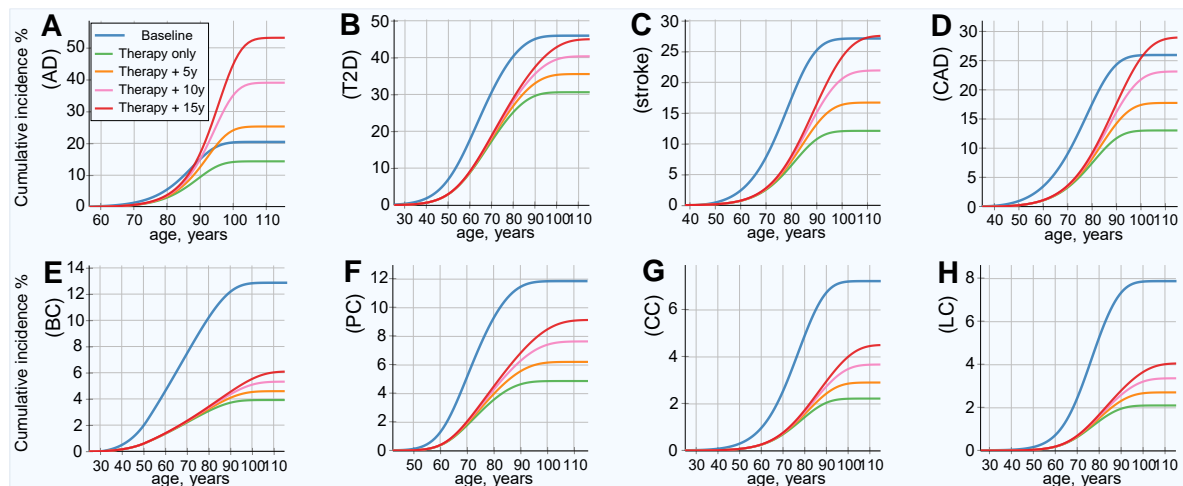 A
B
C
D
Cumulative incidence %
(AD)
50
40
30
20
10
0
60 70 80 90 100 110
age, years
Baseline
Therapy only
Therapy + 5y
Therapy + 10y
Therapy + 15y
(T2D)
50
40
30
20
10
0
30 40 50 60 70 80 90 100 110
age, years
(stroke)
30
25
20
15
10
5
0
40 50 60 70 80 90 100 110
age, years
(CAD)
30
25
20
15
10
5
0
40 50 60 70 80 90 100 110
age, years
E
F
G
H
Cumulative incidence %
(BC)
14
12
10
8
6
4
2
0
30 40 50 60 70 80 90 100 110
age, years
(PC)
12
10
8
6
4
2
0
50 60 70 80 90 100 110
age, years
(CC)
6
4
2
0
30 40 50 60 70 80 90 100 110
age, years
(LC)
8
6
4
2
0
30 40 50 60 70 80 90 100 110
age, years